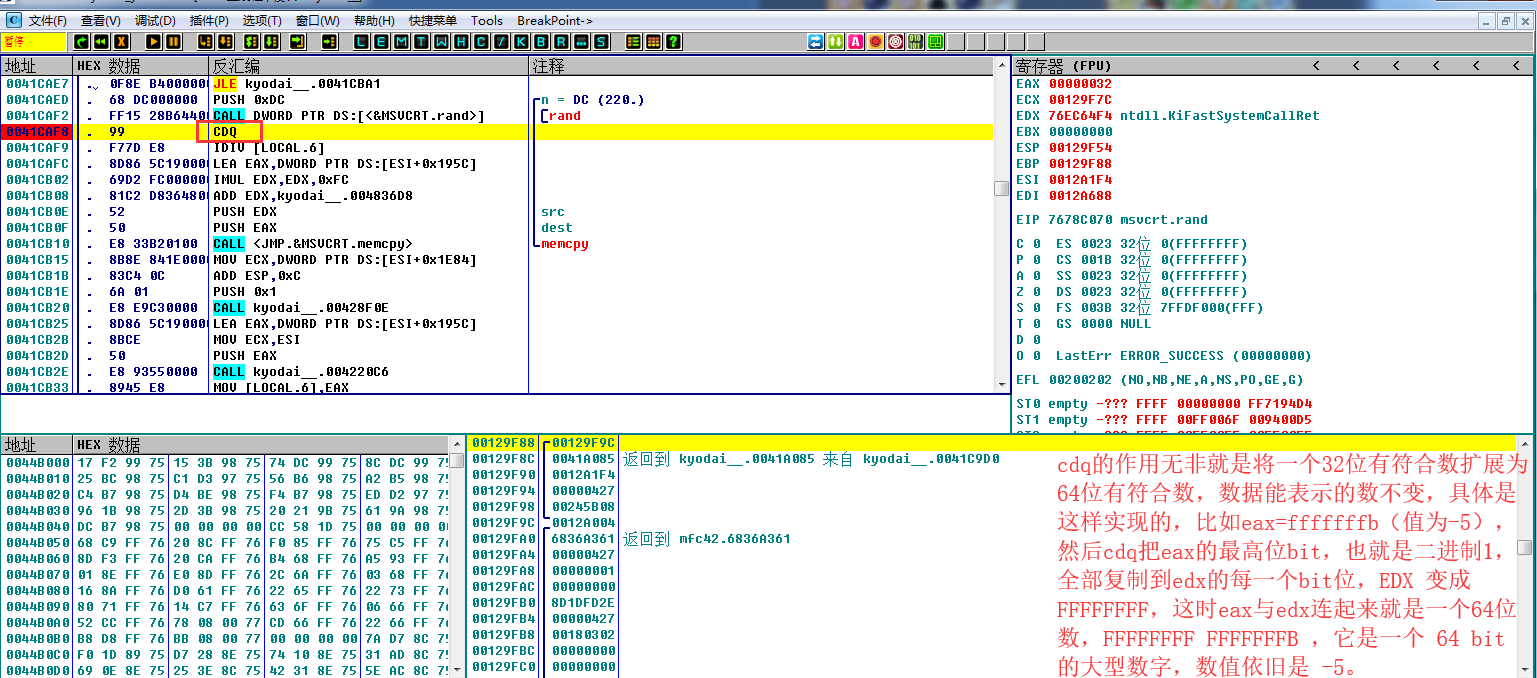 文件(F) 查看(V) 调试(D) 插件(P) 选项(T) 窗口(W) 帮助(H) 快捷菜单 Tools BreakPoint->
暂停
L E M T W H C / K B R ... S
地址 HEX 数据 反汇编 注释
0041CAE7 .ˬ 0F8E B4000000 JLE kyodai__.0041CBA1
0041CAED . 68 DC000000 PUSH 0xDC n = DC (220.)
0041CAF2 . FF15 28B64400 CALL DWORD PTR DS:[<&MSVCRT.rand>] rand
0041CAF8 . 99 CDQ
0041CAF9 . F77D E8 IDIV [LOCAL.6]
0041CAFC . 8D86 5C190000 LEA EAX,DWORD PTR DS:[ESI+0x195C]
0041CB02 . 69D2 FC000000 IMUL EDX,EDX,0xFC
0041CB08 . 81C2 D8364800 ADD EDX,kyodai__.004836D8
0041CB0E . 52 PUSH EDX src
0041CB0F . 50 PUSH EAX dest
0041CB10 . E8 33B20100 CALL <JMP.&MSVCRT.memcpy> memcpy
0041CB15 . 8B8E 841E0000 MOV ECX,DWORD PTR DS:[ESI+0x1E84]
0041CB1B . 83C4 0C ADD ESP,0xC
0041CB1E . 6A 01 PUSH 0x1
0041CB20 . E8 E9C30000 CALL kyodai__.00428F0E
0041CB25 . 8D86 5C190000 LEA EAX,DWORD PTR DS:[ESI+0x195C]
0041CB2B . 8BCE MOV ECX,ESI
0041CB2D . 50 PUSH EAX
0041CB2E . E8 93550000 CALL kyodai__.004220C6
0041CB33 . 8945 E8 MOV [LOCAL.6],EAX
寄存器 (FPU) < < < < < <
EAX 00000032
ECX 00129F7C
EDX 76EC64F4 ntdll.KiFastSystemCallRet
EBX 00000000
ESP 00129F54
EBP 00129F88
ESI 0012A1F4
EDI 0012A688
EIP 7678C070 msvcrt.rand
C 0 ES 0023 32位 0(FFFFFFFF)
P 0 CS 001B 32位 0(FFFFFFFF)
A 0 SS 0023 32位 0(FFFFFFFF)
Z 0 DS 0023 32位 0(FFFFFFFF)
S 0 FS 003B 32位 7FFDF000(FFF)
T 0 GS 0000 NULL
D 0
O 0 LastErr ERROR_SUCCESS (00000000)
EFL 00200202 (NO,NB,NE,A,NS,PO,GE,G)
ST0 empty -??? FFFF 00000000 FF7194D4
ST1 empty -??? FFFF 00FF006F 009400D5
地址 HEX 数据
0044B000 17 F2 99 75 15 3B 98 75 74 DC 99 75 8C DC 99 75
0044B010 25 BC 98 75 C1 D3 97 75 56 B6 98 75 A2 B5 98 75
0044B020 C4 B7 98 75 D4 BE 98 75 F4 B7 98 75 ED D2 97 75
0044B030 96 1B 98 75 2D 3B 98 75 20 21 9B 75 61 9A 98 75
0044B040 DC B7 98 75 00 00 00 00 CC 58 1D 75 00 00 00 00
0044B050 68 C9 FF 76 20 8C FF 76 F0 85 FF 76 75 C5 FF 76
0044B060 8D F3 FF 76 20 CA FF 76 B4 68 FF 76 A5 93 FF 76
0044B070 01 8E FF 76 E0 8D FF 76 2C 6A FF 76 03 68 FF 76
0044B080 16 8A FF 76 D0 61 FF 76 22 65 FF 76 22 73 FF 76
0044B090 80 71 FF 76 14 C7 FF 76 63 6F FF 76 06 66 FF 76
0044B0A0 52 CC FF 76 78 08 00 77 CD 66 FF 76 22 66 FF 76
0044B0B0 B8 D8 FF 76 BB 08 00 77 00 00 00 00 7A D7 8C 75
0044B0C0 F0 1D 89 75 D7 28 8E 75 74 10 8E 75 31 AD 8C 75
0044B0D0 69 0E 8E 75 25 3E 8C 75 42 31 8E 75 5E AC 8C 75
00129F88 00129F9C
00129F8C 0041A085 返回到 kyodai__.0041A085 来自 kyodai__.0041C9D0
00129F90 0012A1F4
00129F94 00000427
00129F98 00245B08
00129F9C 0012A004
00129FA0 6836A361 返回到 mfc42.6836A361
00129FA4 00000427
00129FA8 00000001
00129FAC 00000000
00129FB0 8D1DFD2E
00129FB4 00000427
00129FB8 00180302
00129FBC 00000000
00129FC0 00000000
cdq的作用无非就是将一个32位有符合数扩展为
64位有符合数，数据能表示的数不变，具体是
这样实现的，比如eax=fffffffb（值为-5），
然后cdq把eax的最高位bit，也就是二进制1，
全部复制到edx的每一个bit位，EDX 变成
FFFFFFFF，这时eax与edx连起来就是一个64位
数，FFFFFFFF FFFFFFFB ，它是一个 64 bit
的大型数字，数值依旧是 -5。